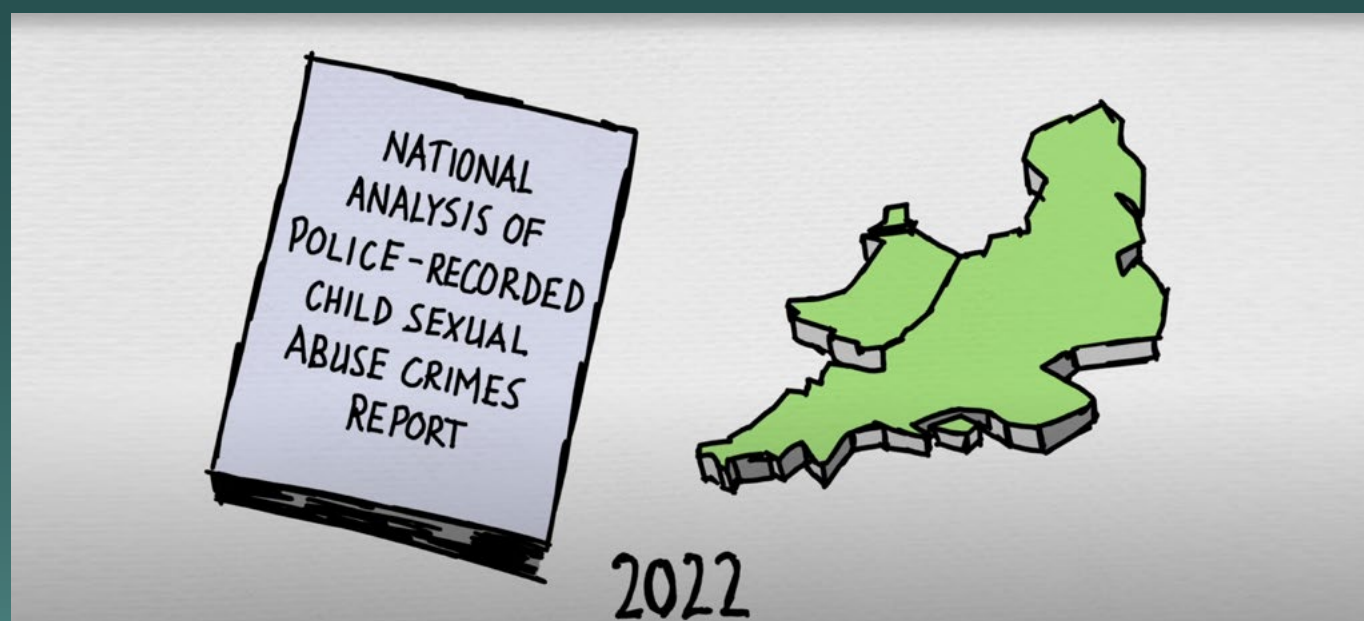 NATIONAL
ANALYSIS OF
POLICE-RECORDED
CHILD SEXUAL
ABUSE CRIMES
REPORT
2022